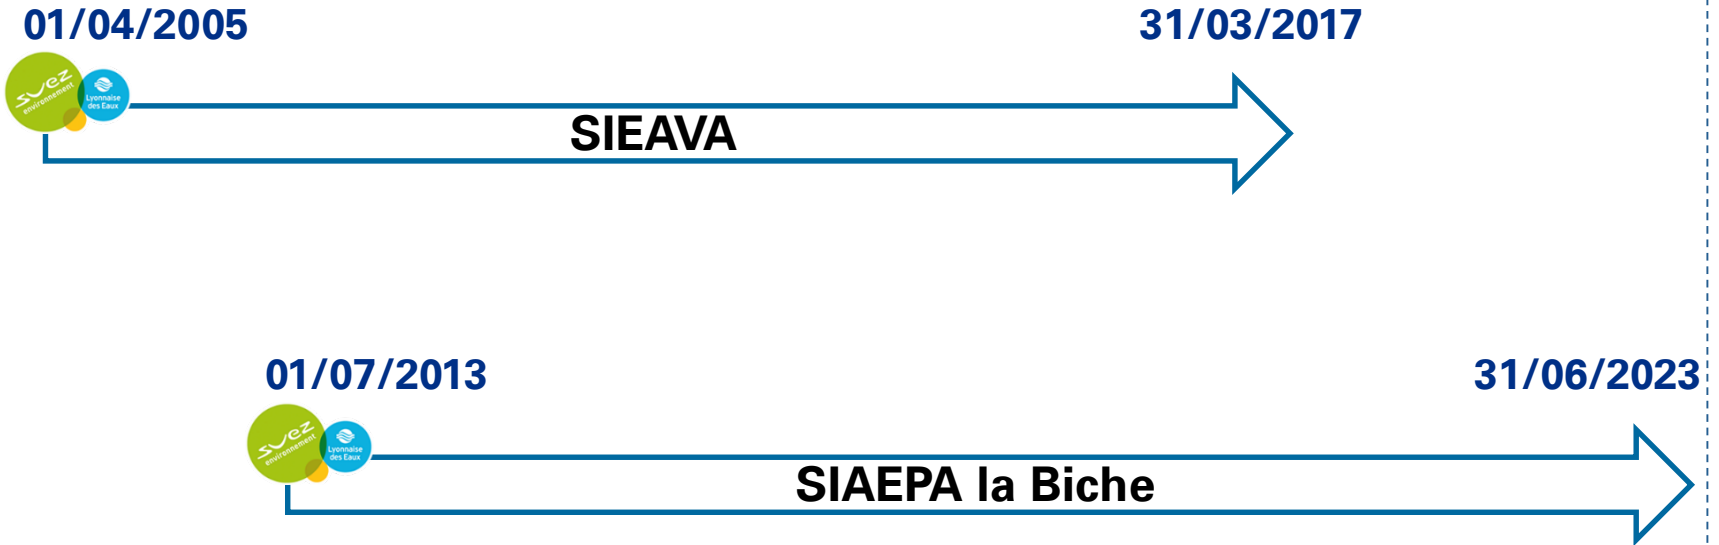 01/04/2005
31/03/2017
suez
environnement
Lyonnaise
des Eaux
SIEAVA
01/07/2013
31/06/2023
suez
environnement
Lyonnaise
des Eaux
SIAEPA la Biche